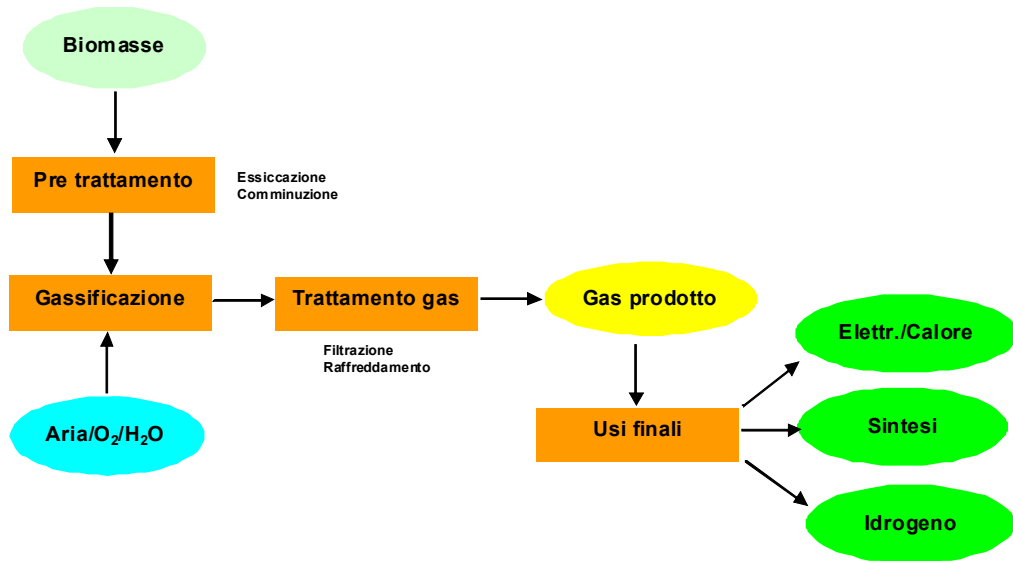 Biomasse
Pre trattamento
Essiccazione
Comminuzione
Gassificazione
Trattamento gas
Gas prodotto
Filtrazione
Raffreddamento
Elettr./Calore
Aria/O₂/H₂O
Usi finali
Sintesi
Idrogeno